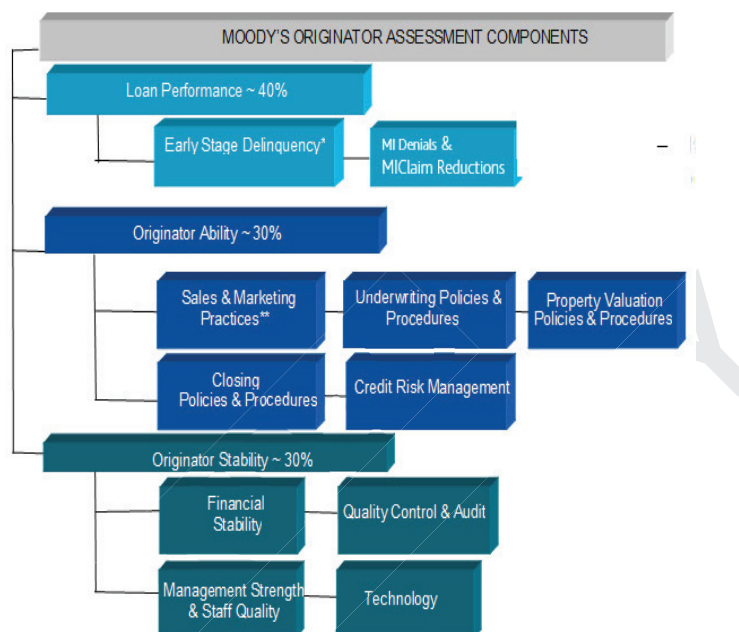 MOODY'S ORIGINATOR ASSESSMENT COMPONENTS
Loan Performance ~ 40%
Early Stage Delinquency*
MI Denials &
MIClaim Reductions
–
Originator Ability ~ 30%
Sales & Marketing
Practices**
Underwriting Policies &
Procedures
Property Valuation
Policies & Procedures
Closing
Policies & Procedures
Credit Risk Management
Originator Stability ~ 30%
Financial
Stability
Quality Control & Audit
Management Strength
& Staff Quality
Technology